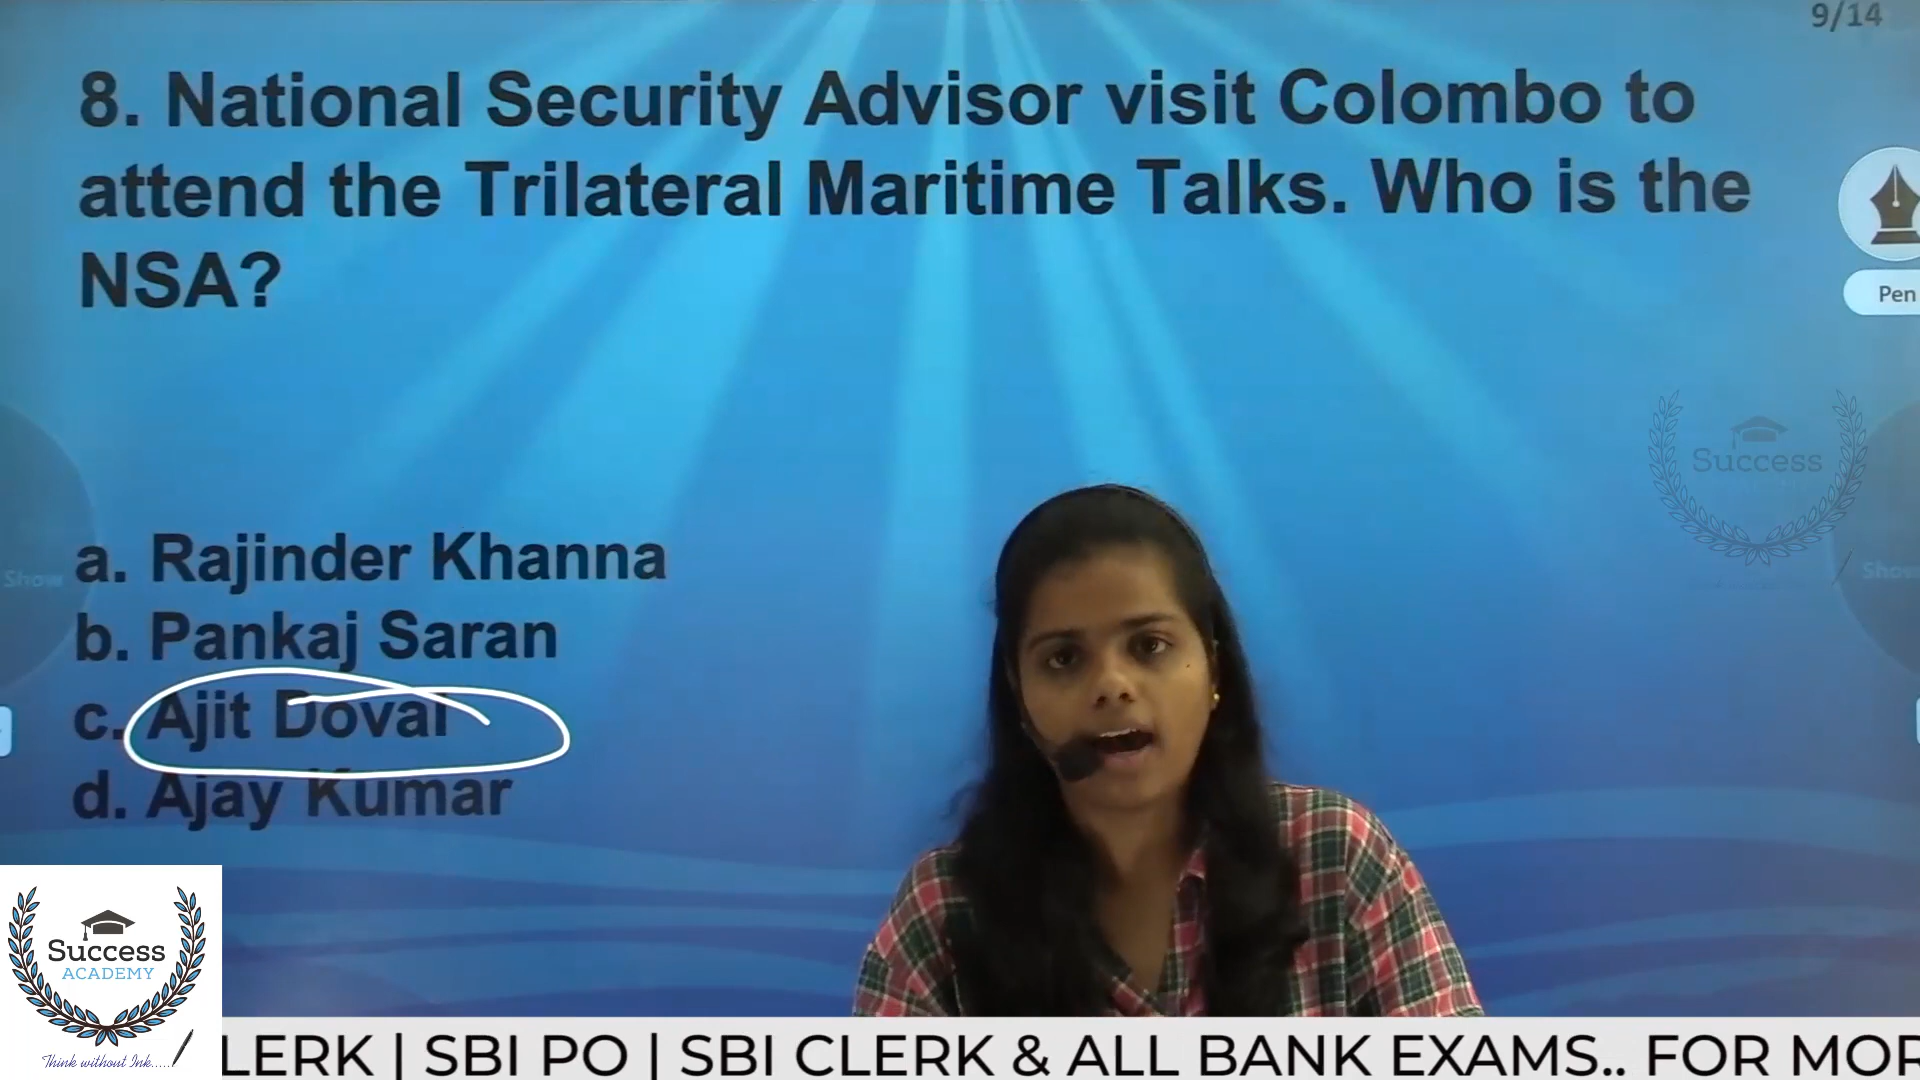 9/14
8. National Security Advisor visit Colombo to
attend the Trilateral Maritime Talks. Who is the
NSA?
Pen
Success
Show
Show
a. Rajinder Khanna
b. Pankaj Saran
c. Ajit Doval
d. Ajay Kumar
Success
ACADEMY
Think without Ink.....
LERK | SBI PO | SBI CLERK & ALL BANK EXAMS.. FOR MOR